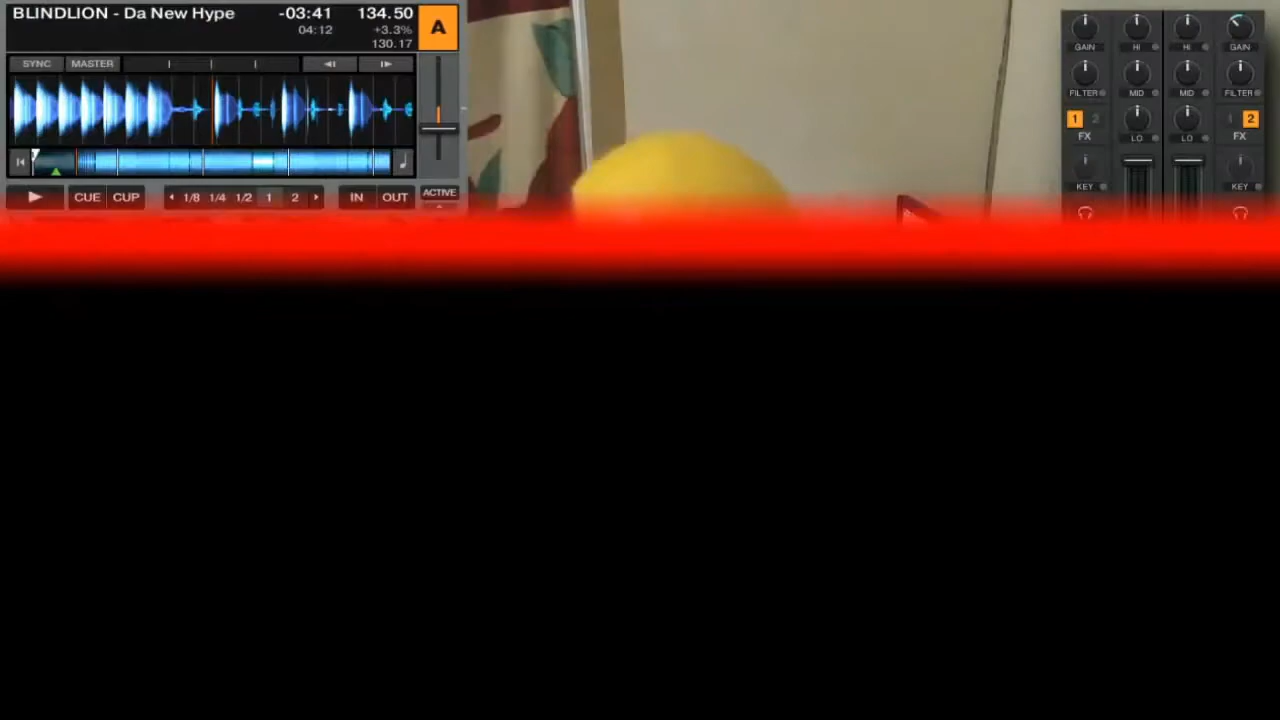 BLINDLION - Da New Hype -03:41 134.50 A
04:12 +3.3%
130.17
SYNC MASTER
CUE CUP 1/8 1/4 1/2 1 2 IN OUT ACTIVE
GAIN HI HI GAIN
FILTER MID MID FILTER
1 2 LO LO 1 2
FX FX
KEY KEY